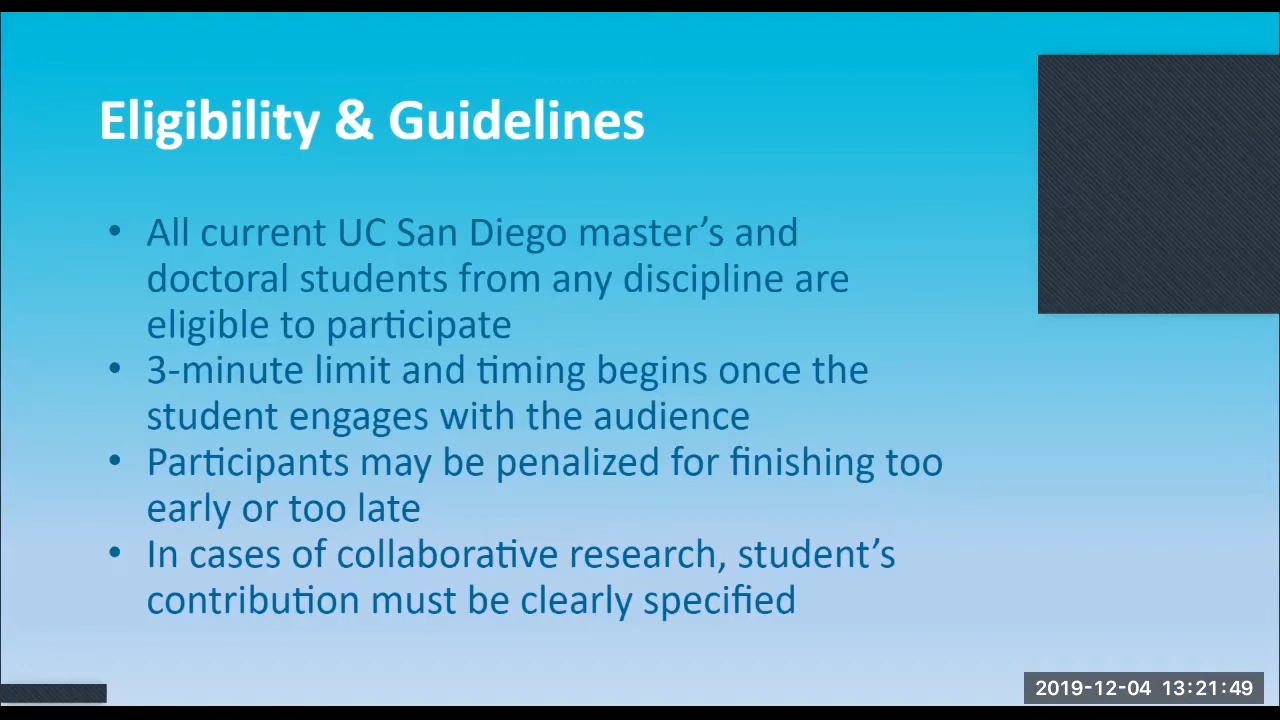 Eligibility & Guidelines
• All current UC San Diego master’s and
doctoral students from any discipline are
eligible to participate
• 3-minute limit and timing begins once the
student engages with the audience
• Participants may be penalized for finishing too
early or too late
• In cases of collaborative research, student’s
contribution must be clearly specified
2019-12-04 13:21:49